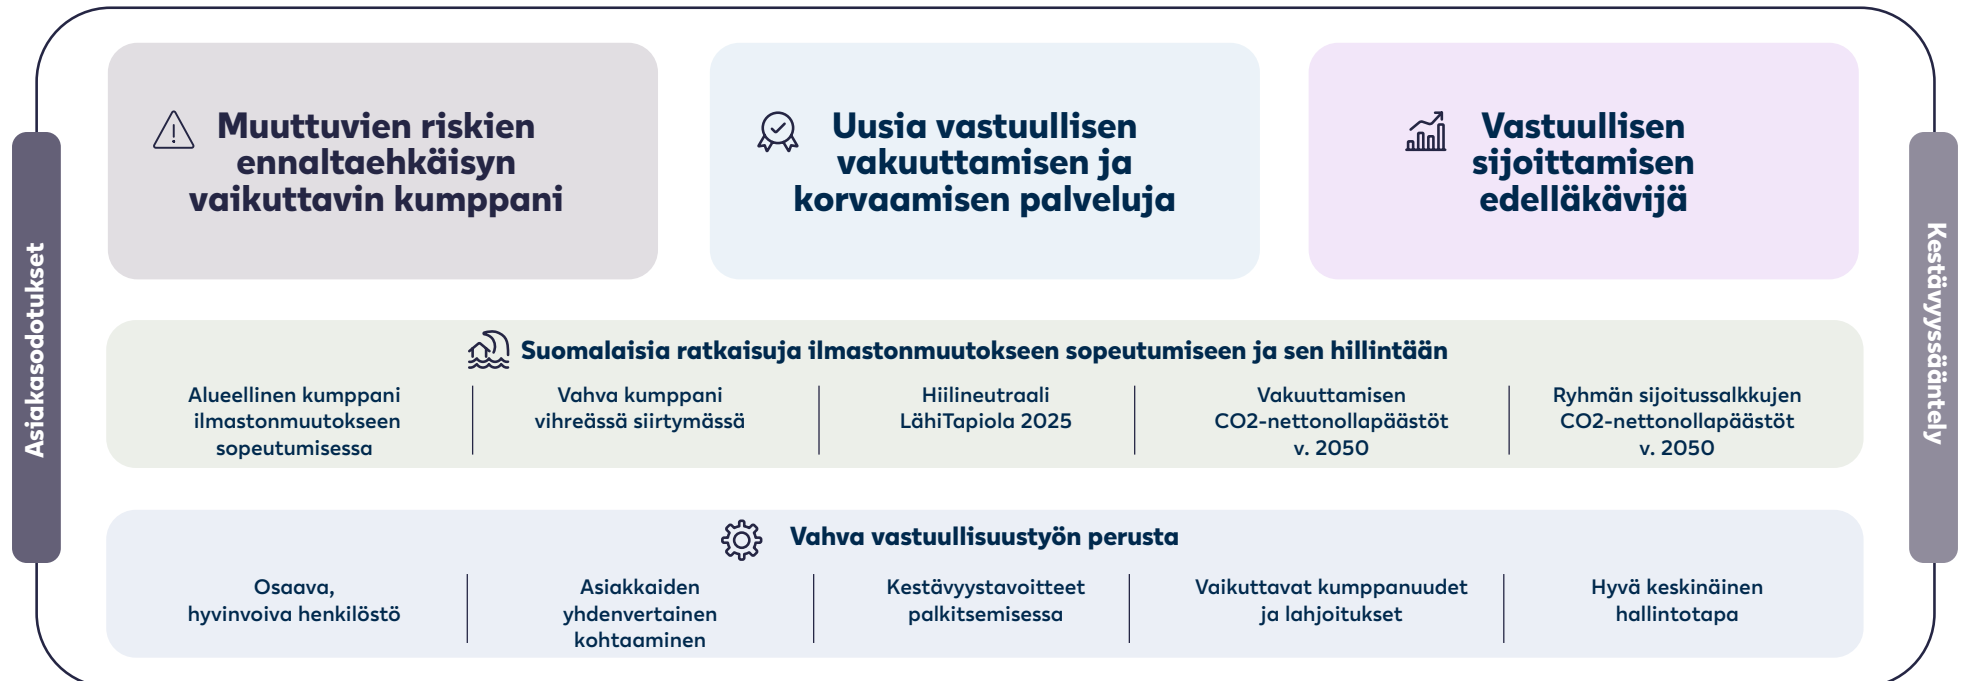 Asiakasodotukset
Muuttuvien riskien
ennaltaehkäisyn
vaikuttavin kumppani
Uusia vastuullisen
vakuuttamisen ja
korvaamisen palveluja
Vastuullisen
sijoittamisen
edelläkävijä
Kestävyyssääntely
Suomalaisia ratkaisuja ilmastonmuutokseen sopeutumiseen ja sen hillintään
Alueellinen kumppani
ilmastonmuutokseen
sopeutumisessa
Vahva kumppani
vihreässä siirtymässä
Hiilineutraali
LähiTapiola 2025
Vakuuttamisen
CO2-nettonollapäästöt
v. 2050
Ryhmän sijoitussalkkujen
CO2-nettonollapäästöt
v. 2050
Vahva vastuullisuustyön perusta
Osaava,
hyvinvoiva henkilöstö
Asiakkaiden
yhdenvertainen
kohtaaminen
Kestävyystavoitteet
palkitsemisessa
Vaikuttavat kumppanuudet
ja lahjoitukset
Hyvä keskinäinen
hallintotapa